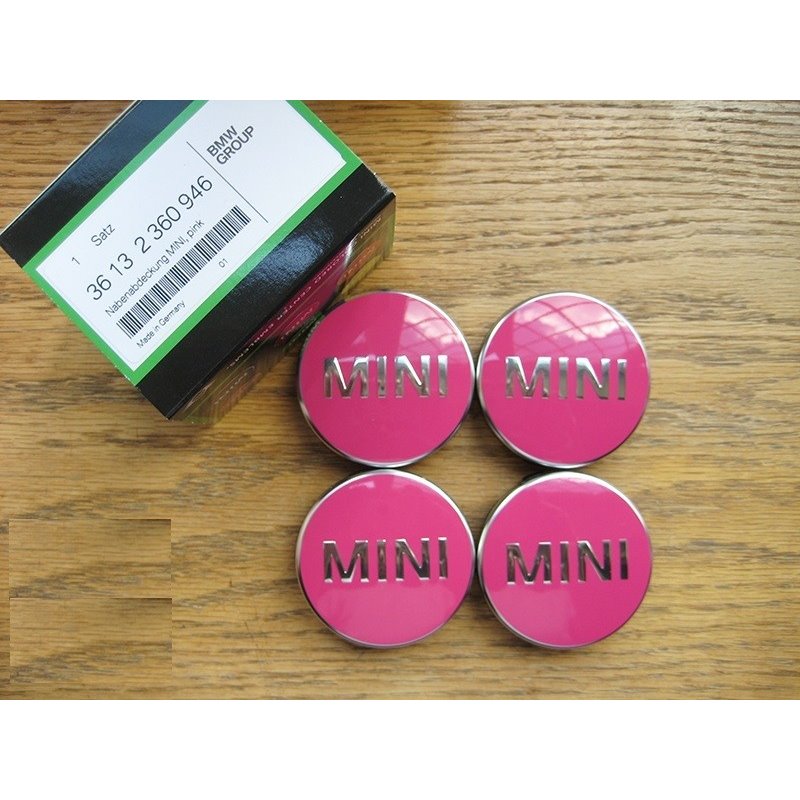 BMW
GROUP
1 Satz
36 13 2 360 946
Nabenabdeckung MINI, pink
01
Made in Germany
MINI
MINI
MINI
MINI